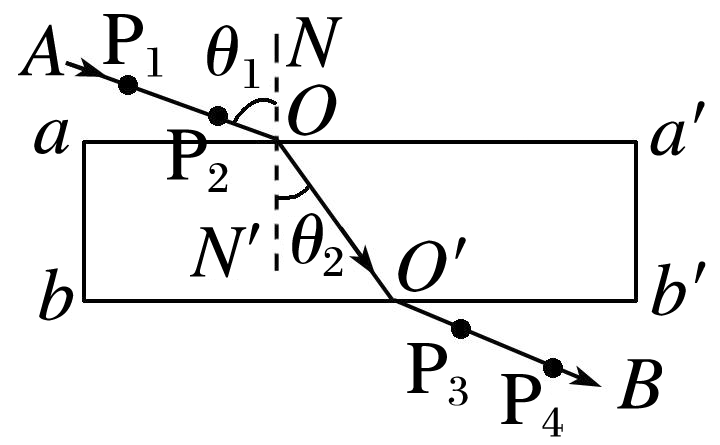 A
P₁
θ₁
N
O
a
P₂
a′
N′
θ₂
O′
b
b′
P₃
P₄
B